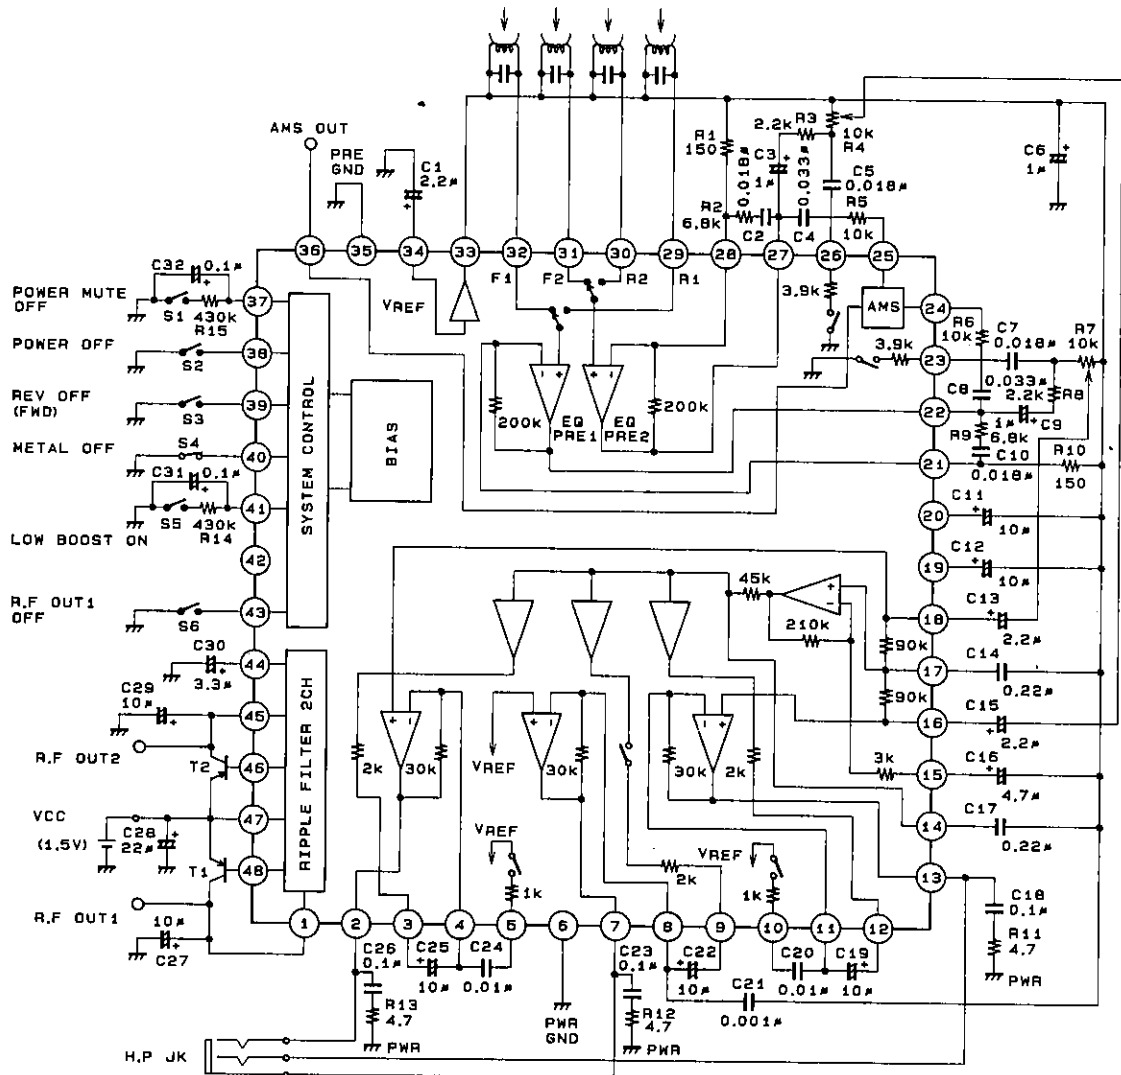 AMS OUT
PRE
GND
C1
2.2μ
R1
150
0.018μ
R2
6.8k
C2
C3
1μ
2.2k
R3
0.033μ
C4
10k
R4
C5
0.018μ
R5
10k
C6
1μ
36
35
34
33
32
31
30
29
28
27
26
25
F1
F2
R2
R1
VREF
3.9k
AMS
3.9k
24
23
22
21
20
19
18
17
16
15
14
13
R6
10k
C7
0.018μ
R7
10k
C8
0.033μ
2.2k
R8
1μ
C9
R9
6.8k
C10
0.018μ
R10
150
C11
10μ
C12
10μ
C13
2.2μ
C14
0.22μ
C15
2.2μ
C16
4.7μ
C17
0.22μ
C18
0.1μ
R11
4.7
PWR
C32
0.1μ
POWER MUTE
OFF
S1
430k
R15
37
POWER OFF
S2
38
REV OFF
(FWD)
S3
39
METAL OFF
S4
40
C31
0.1μ
S5
430k
R14
41
LOW BOOST ON
42
R.F OUT1
OFF
S6
43
SYSTEM CONTROL
BIAS
200k
EQ
PRE1
EQ
PRE2
200k
C30
3.3μ
44
C29
10μ
45
R.F OUT2
T2
46
VCC
(1.5V)
C28
22μ
47
T1
48
R.F OUT1
10μ
C27
RIPPLE FILTER 2CH
45k
210k
90k
90k
3k
2k
30k
VREF
30k
30k
2k
VREF
1k
2k
VREF
1k
1
2
3
4
5
6
7
8
9
10
11
12
C26
0.1μ
C25
10μ
C24
0.01μ
C23
0.1μ
C22
10μ
C21
0.001μ
C20
0.01μ
C19
10μ
R13
4.7
PWR
PWR
GND
R12
4.7
PWR
H.P JK